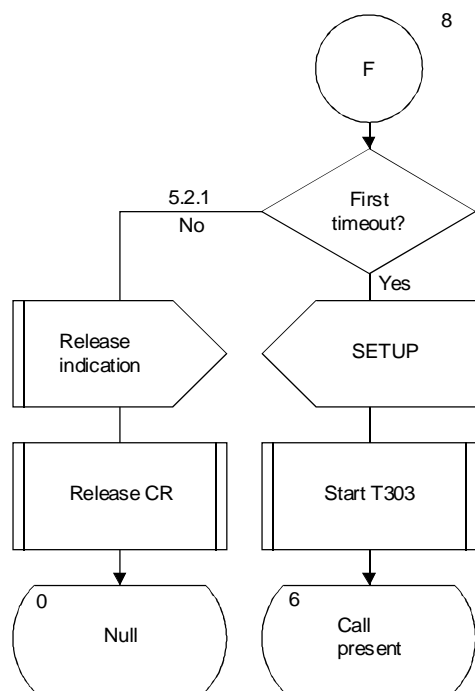 8
F
5.2.1
No
First
timeout?
Yes
Release
indication
SETUP
Release CR
Start T303
0
Null
6
Call
present